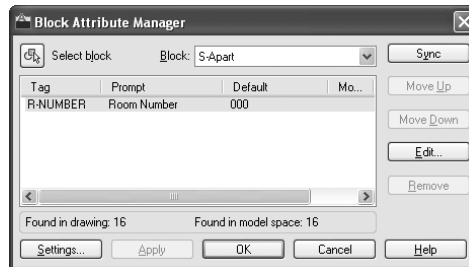 Block Attribute Manager
Select block Block: S-Apart Sync
Tag Prompt Default Mo... Move Up
R-NUMBER Room Number 000
Move Down
Edit...
Remove
Found in drawing: 16 Found in model space: 16
Settings... Apply OK Cancel Help